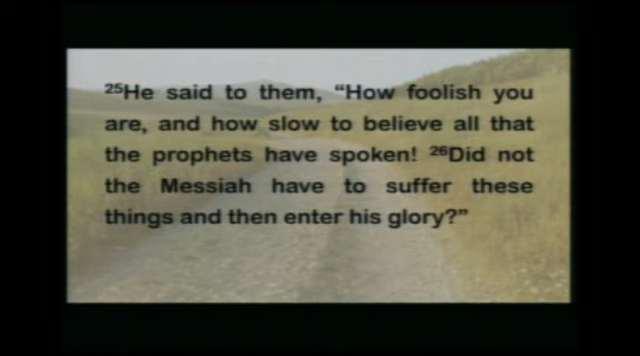 ²⁵He said to them, “How foolish you
are, and how slow to believe all that
the prophets have spoken! ²⁶Did not
the Messiah have to suffer these
things and then enter his glory?”